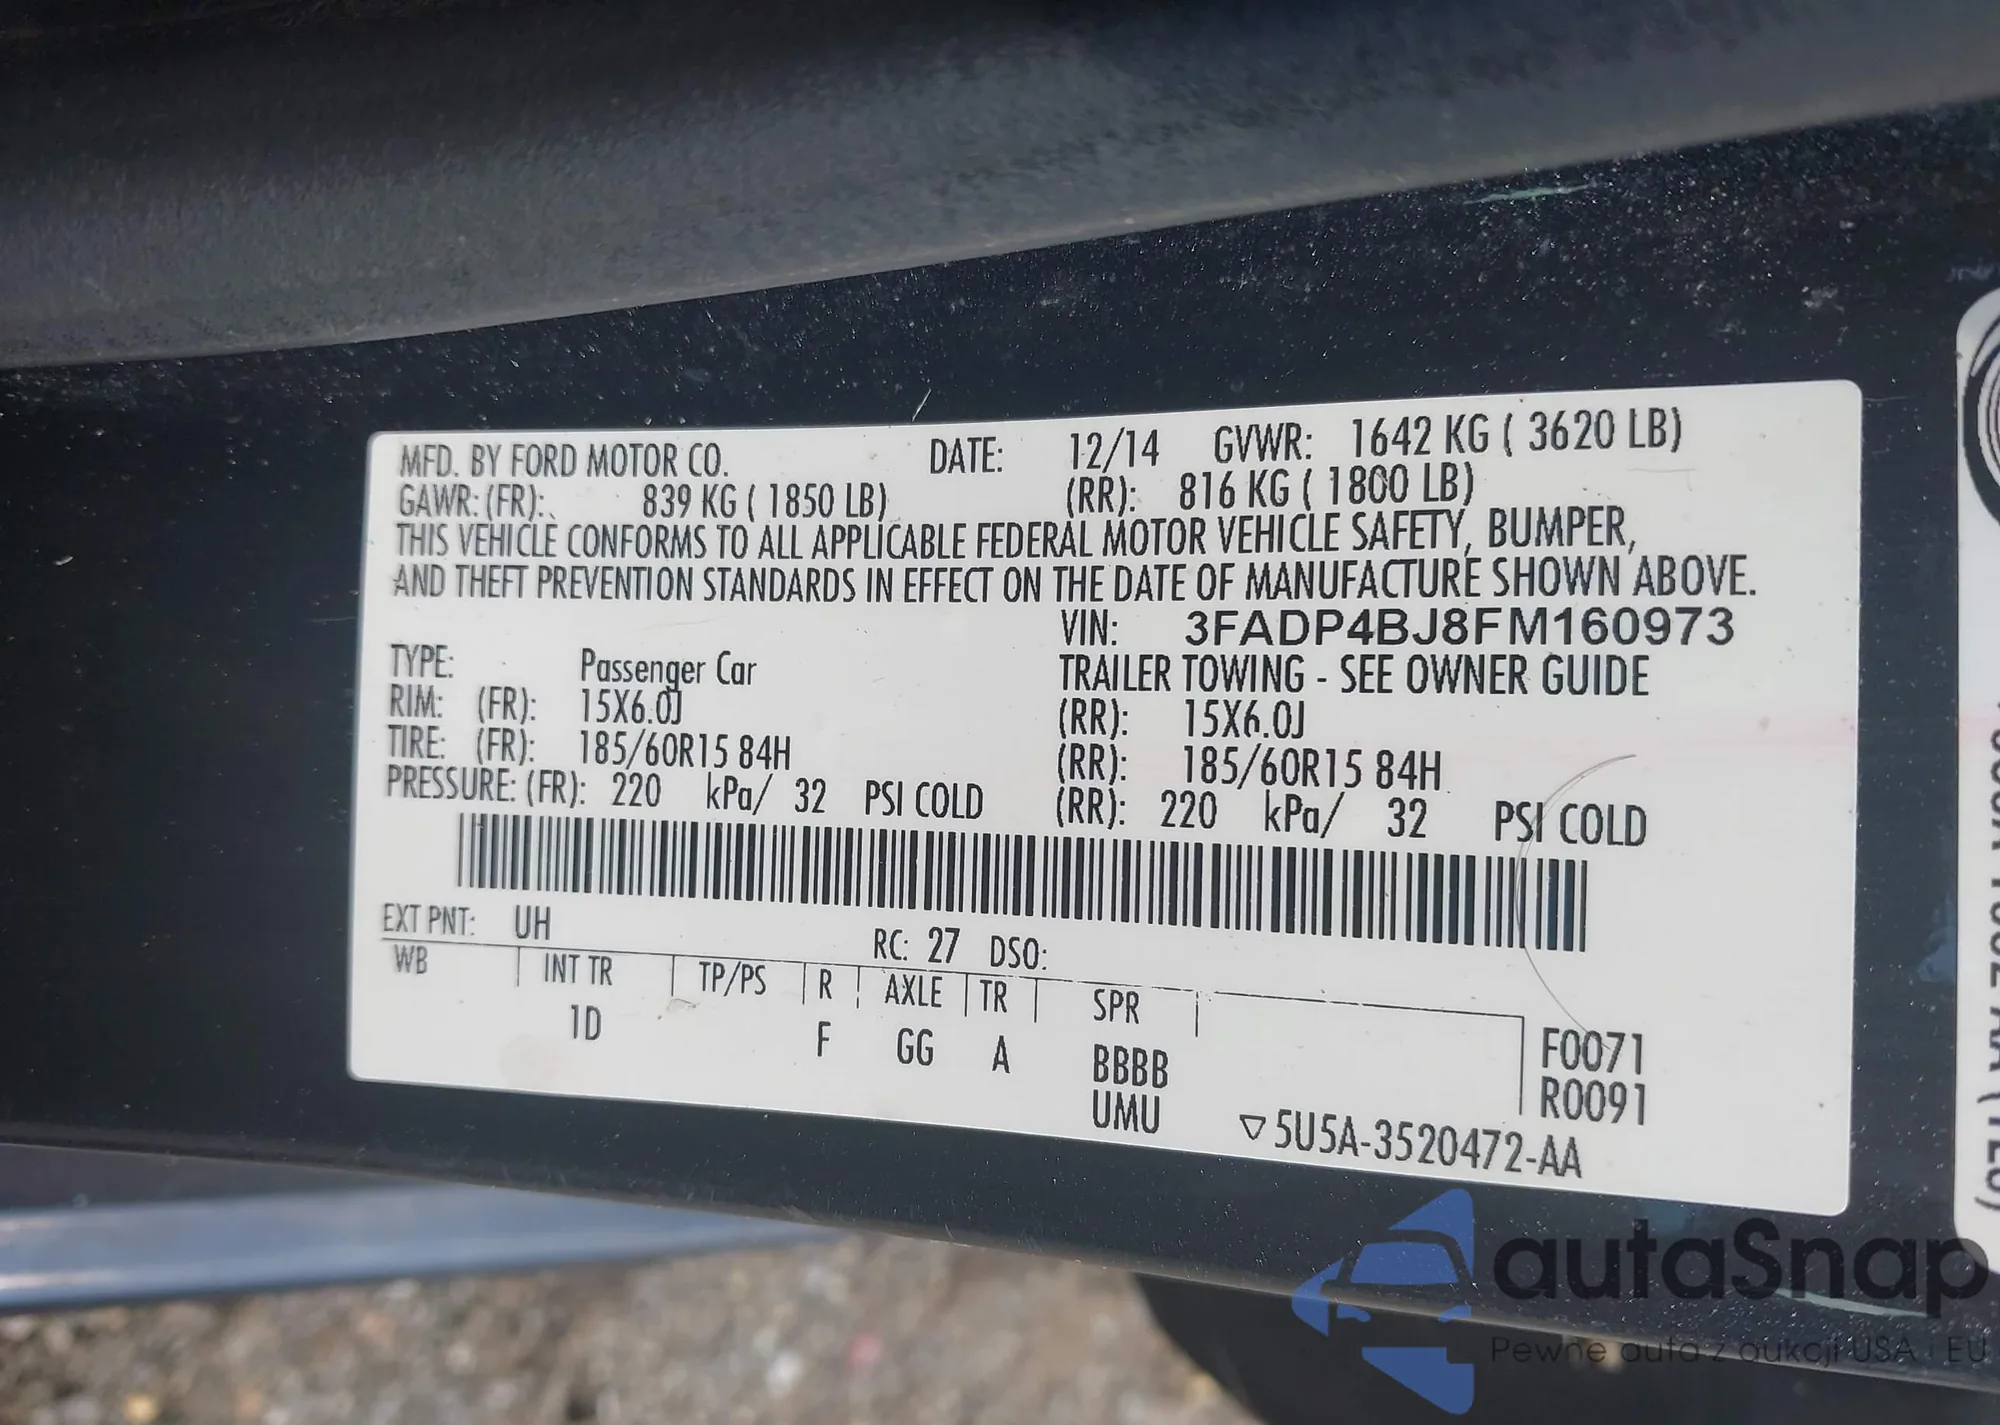 MFD. BY FORD MOTOR CO. DATE: 12/14 GVWR: 1642 KG ( 3620 LB)
GAWR: (FR): 839 KG ( 1850 LB) (RR): 816 KG ( 1800 LB)
THIS VEHICLE CONFORMS TO ALL APPLICABLE FEDERAL MOTOR VEHICLE SAFETY, BUMPER,
AND THEFT PREVENTION STANDARDS IN EFFECT ON THE DATE OF MANUFACTURE SHOWN ABOVE.
VIN: 3FADP4BJ8FM160973
TYPE: Passenger Car TRAILER TOWING - SEE OWNER GUIDE
RIM: (FR): 15X6.0J (RR): 15X6.0J
TIRE: (FR): 185/60R15 84H (RR): 185/60R15 84H
PRESSURE: (FR): 220 kPa/ 32 PSI COLD (RR): 220 kPa/ 32 PSI COLD
EXT PNT: UH RC: 27 DSO:
WB INT TR TP/PS R AXLE TR SPR
1D F GG A BBBB F0071
UMU R0091
5U5A-3520472-AA
autaSnap
Pewne auta z aukcji USA i EU